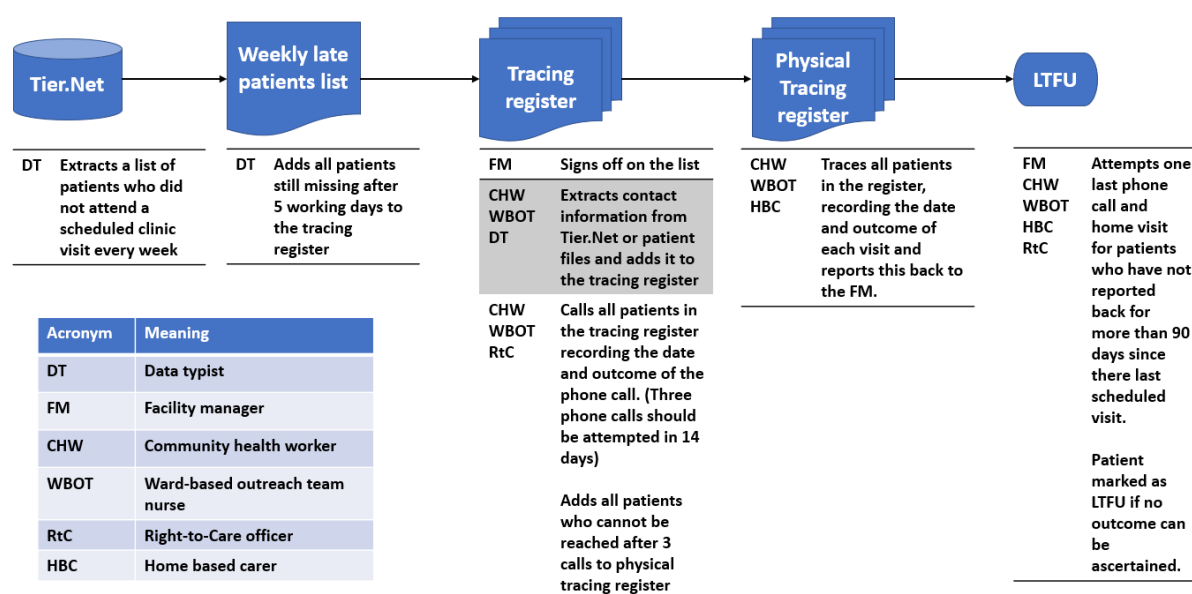 Tier.Net
Weekly late
patients list
Tracing
register
Physical
Tracing
register
LTFU
DT Extracts a list of
patients who did
not attend a
scheduled clinic
visit every week
DT Adds all patients
still missing after
5 working days to
the tracing
register
FM Signs off on the list
CHW Extracts contact
WBOT information from
DT Tier.Net or patient
files and adds it to
the tracing register
CHW Calls all patients in
WBOT the tracing register
RtC recording the date
and outcome of the
phone call. (Three
phone calls should
be attempted in 14
days)
Adds all patients
who cannot be
reached after 3
calls to physical
tracing register
CHW Traces all patients
WBOT in the register,
HBC recording the date
and outcome of
each visit and
reports this back to
the FM.
FM Attempts one
CHW last phone
WBOT call and
HBC home visit
RtC for patients
who have not
reported
back for
more than 90
days since
there last
scheduled
visit.
Patient
marked as
LTFU if no
outcome can
be
ascertained.
Acronym Meaning
DT Data typist
FM Facility manager
CHW Community health worker
WBOT Ward-based outreach team
nurse
RtC Right-to-Care officer
HBC Home based carer